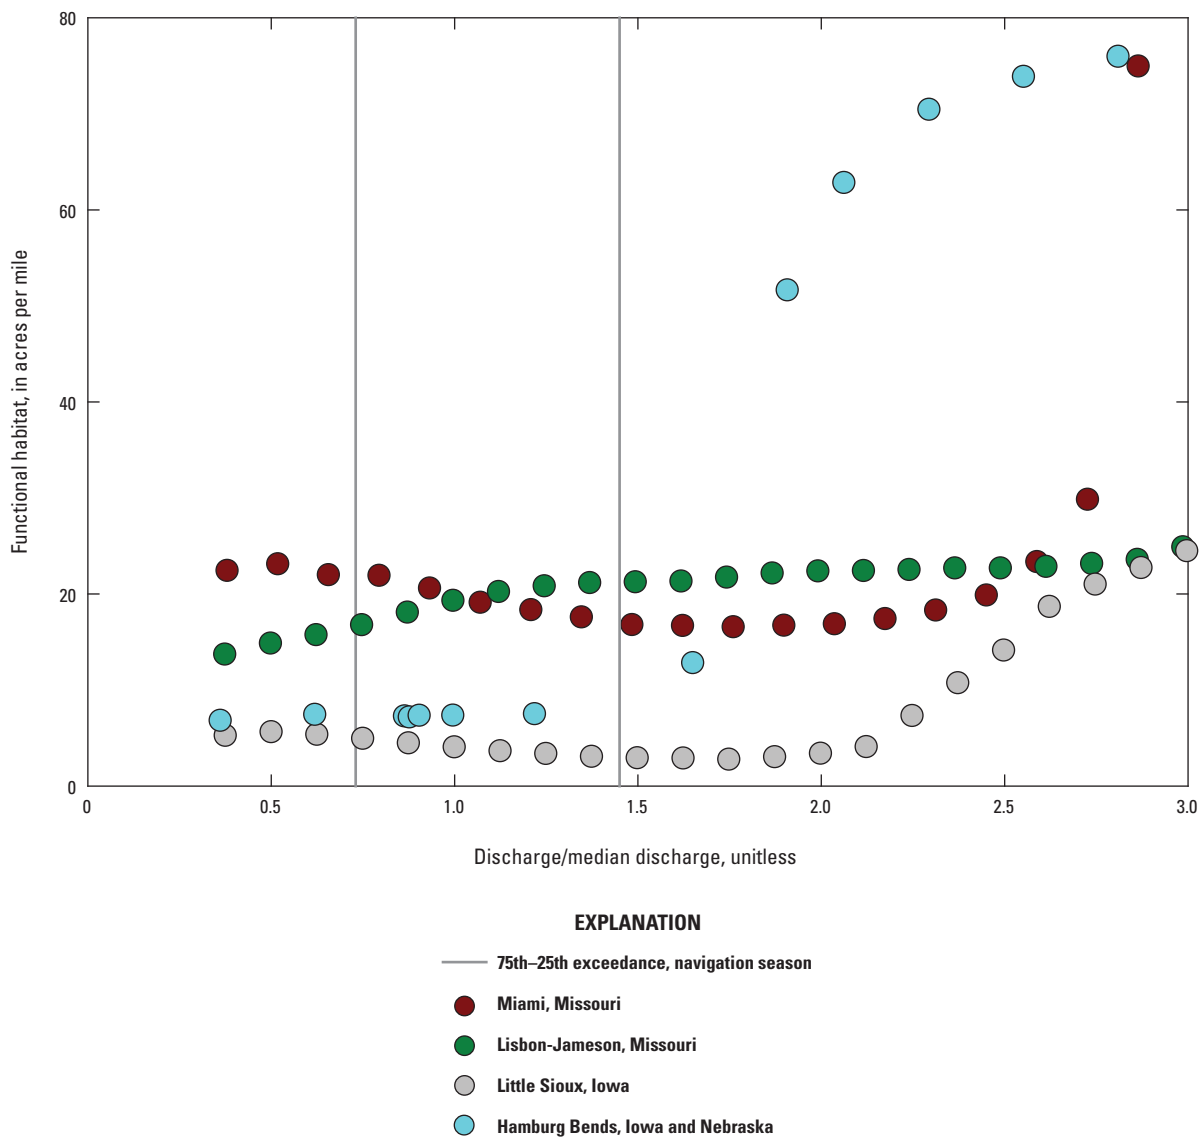 80
60
40
20
0
Functional habitat, in acres per mile
0
0.5
1.0
1.5
2.0
2.5
3.0
Discharge/median discharge, unitless
EXPLANATION
75th–25th exceedance, navigation season
Miami, Missouri
Lisbon-Jameson, Missouri
Little Sioux, Iowa
Hamburg Bends, Iowa and Nebraska